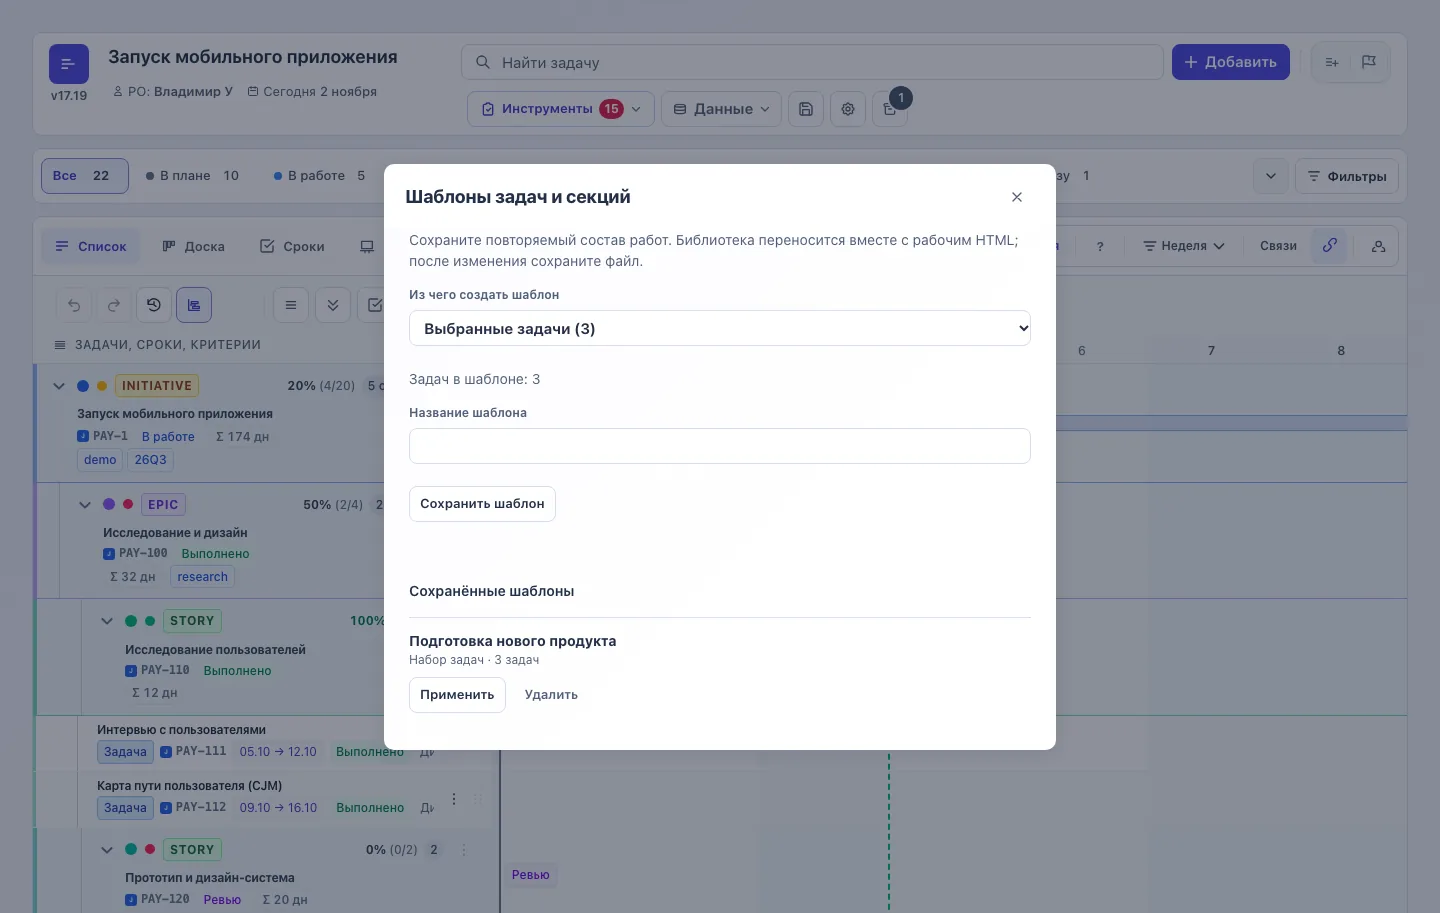 Запуск мобильного приложения
v17.19
PO: Владимир У
Сегодня 2 ноября
Найти задачу
Добавить
Инструменты 15
Данные
1
Все 22
В плане 10
В работе 5
зу 1
Фильтры
Список
Доска
Сроки
?
Неделя
Связи
ЗАДАЧИ, СРОКИ, КРИТЕРИИ
6
7
8
INITIATIVE
20% (4/20)
Запуск мобильного приложения
PAY-1 В работе Σ 174 дн
demo 26Q3
EPIC
50% (2/4) 2
Исследование и дизайн
PAY-100 Выполнено
Σ 32 дн research
STORY
100%
Исследование пользователей
PAY-110 Выполнено
Σ 12 дн
Интервью с пользователями
Задача PAY-111 05.10 → 12.10 Выполнено
Карта пути пользователя (CJM)
Задача PAY-112 09.10 → 16.10 Выполнено
STORY
0% (0/2) 2
Прототип и дизайн-система
PAY-120 Ревью Σ 20 дн
Ревью
Шаблоны задач и секций
Сохраните повторяемый состав работ. Библиотека переносится вместе с рабочим HTML;
после изменения сохраните файл.
Из чего создать шаблон
Выбранные задачи (3)
Задач в шаблоне: 3
Название шаблона
Сохранить шаблон
Сохранённые шаблоны
Подготовка нового продукта
Набор задач · 3 задач
Применить
Удалить